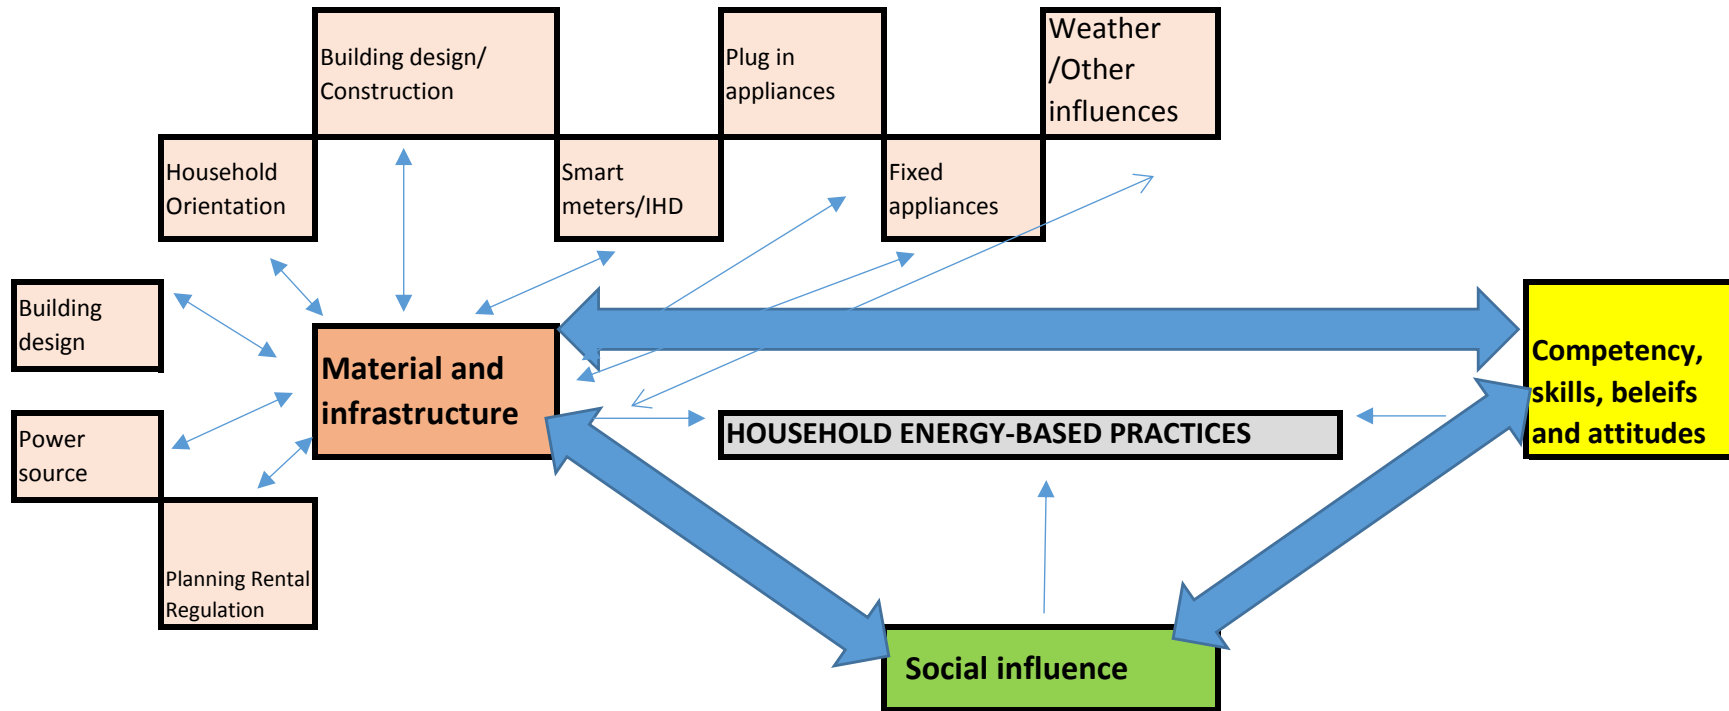 Building design/
Construction
Plug in
appliances
Weather
/Other
influences
Household
Orientation
Smart
meters/IHD
Fixed
appliances
Building
design
Material and
infrastructure
Competency,
skills, beleifs
and attitudes
Power
source
HOUSEHOLD ENERGY-BASED PRACTICES
Planning Rental
Regulation
Social influence